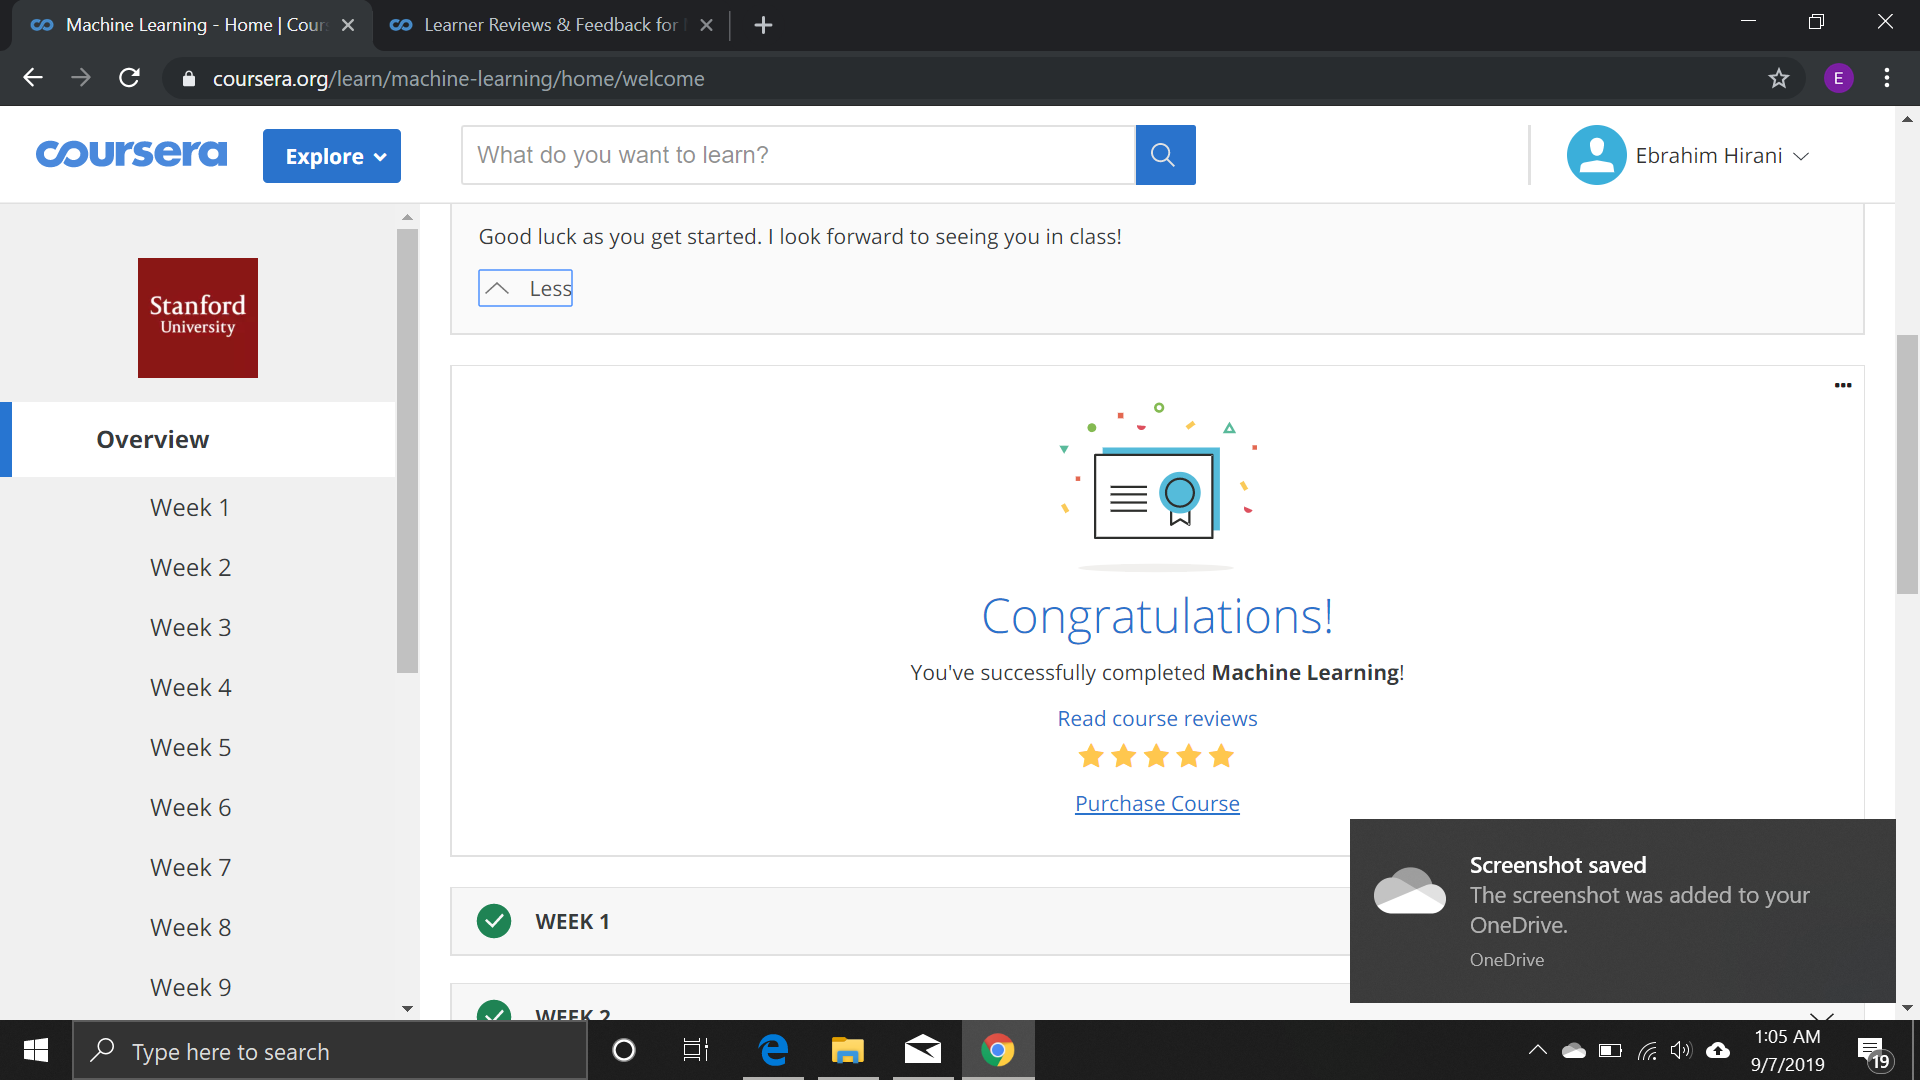 Machine Learning - Home | Cour
Learner Reviews & Feedback for
coursera.org/learn/machine-learning/home/welcome
E
coursera
Explore
What do you want to learn?
Ebrahim Hirani
Stanford
University
Overview
Week 1
Week 2
Week 3
Week 4
Week 5
Week 6
Week 7
Week 8
Week 9
Good luck as you get started. I look forward to seeing you in class!
Less
Congratulations!
You've successfully completed Machine Learning!
Read course reviews
Purchase Course
WEEK 1
WEEK 2
Screenshot saved
The screenshot was added to your
OneDrive.
OneDrive
Type here to search
1:05 AM
9/7/2019
19